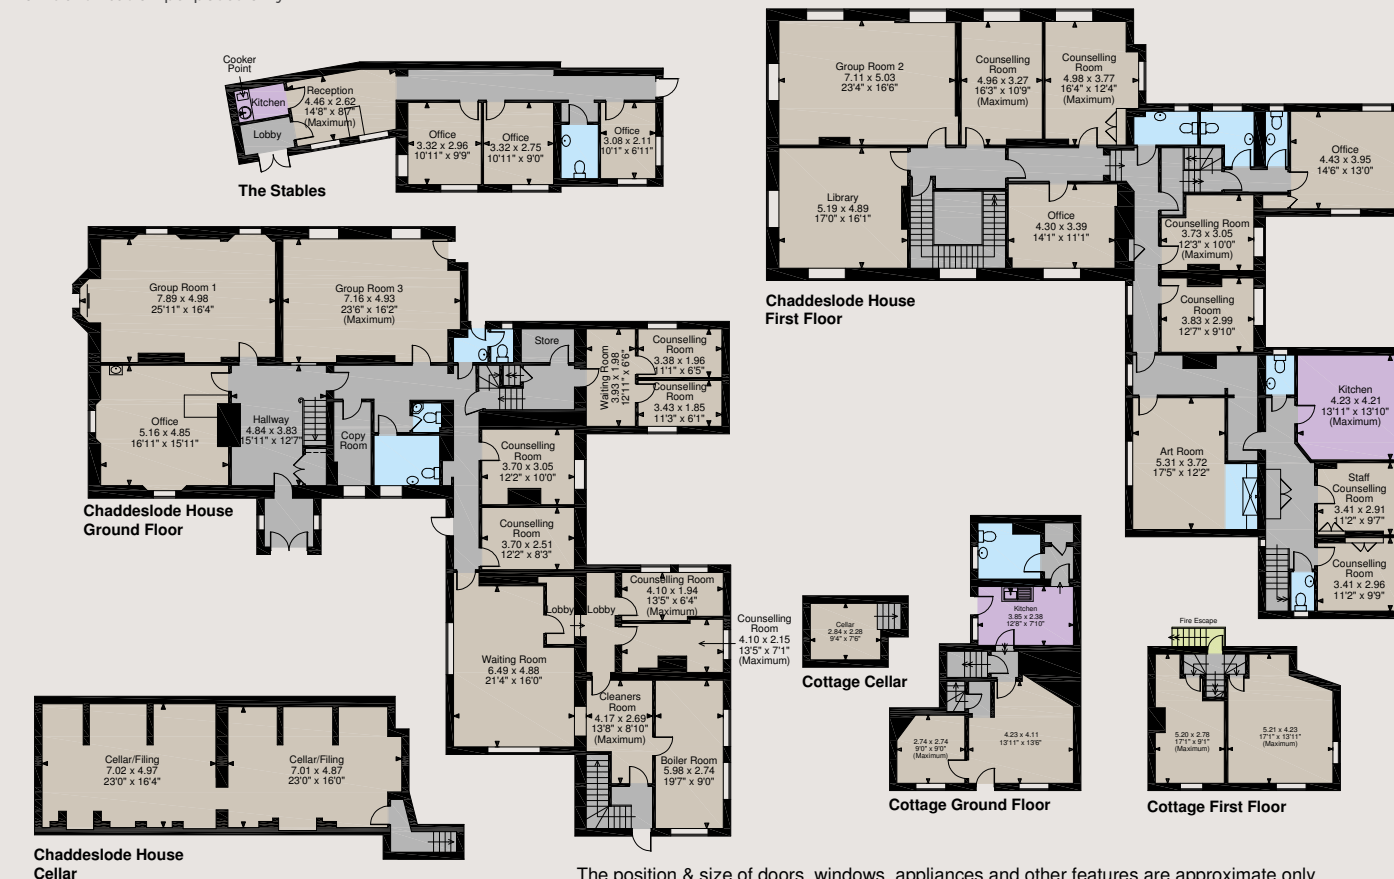 Cooker
Point
Kitchen
Reception
4.46 x 2.62
14'8" x 8'7"
(Maximum)
Lobby
Office
3.32 x 2.96
10'11" x 9'9"
Office
3.32 x 2.75
10'11" x 9'0"
Office
3.08 x 2.11
10'1" x 6'11"
The Stables
Group Room 1
7.89 x 4.98
25'11" x 16'4"
Group Room 3
7.16 x 4.93
23'6" x 16'2"
(Maximum)
Office
5.16 x 4.85
16'11" x 15'11"
Hallway
4.84 x 3.83
15'11" x 12'7"
Copy
Room
Store
Waiting Room
3.93 x 1.98
12'11" x 6'6"
Counselling
Room
3.38 x 1.96
11'1" x 6'5"
Counselling
Room
3.43 x 1.85
11'3" x 6'1"
Counselling
Room
3.70 x 3.05
12'2" x 10'0"
Counselling
Room
3.70 x 2.51
12'2" x 8'3"
Chaddeslode House
Ground Floor
Waiting Room
6.49 x 4.88
21'4" x 16'0"
Lobby
Lobby
Counselling Room
4.10 x 1.94
13'5" x 6'4"
(Maximum)
Counselling
Room
4.10 x 2.15
13'5" x 7'1"
(Maximum)
Cleaners
Room
4.17 x 2.69
13'8" x 8'10"
(Maximum)
Boiler Room
5.98 x 2.74
19'7" x 9'0"
Cellar/Filing
7.02 x 4.97
23'0" x 16'4"
Cellar/Filing
7.01 x 4.87
23'0" x 16'0"
Chaddeslode House
Cellar
Group Room 2
7.11 x 5.03
23'4" x 16'6"
Counselling
Room
4.96 x 3.27
16'3" x 10'9"
(Maximum)
Counselling
Room
4.98 x 3.77
16'4" x 12'4"
(Maximum)
Library
5.19 x 4.89
17'0" x 16'1"
Office
4.30 x 3.39
14'1" x 11'1"
Office
4.43 x 3.95
14'6" x 13'0"
Counselling Room
3.73 x 3.05
12'3" x 10'0"
(Maximum)
Counselling
Room
3.83 x 2.99
12'7" x 9'10"
Chaddeslode House
First Floor
Kitchen
4.23 x 4.21
13'11" x 13'10"
(Maximum)
Art Room
5.31 x 3.72
17'5" x 12'2"
Staff
Counselling
Room
3.41 x 2.91
11'2" x 9'7"
Counselling
Room
3.41 x 2.96
11'2" x 9'9"
Cellar
2.84 x 2.28
9'4" x 7'6"
Cottage Cellar
Kitchen
3.85 x 2.38
12'8" x 7'10"
2.74 x 2.74
9'0" x 9'0"
(Maximum)
4.23 x 4.11
13'11" x 13'6"
Cottage Ground Floor
Fire Escape
5.20 x 2.78
17'1" x 9'1"
(Maximum)
5.21 x 4.23
17'1" x 13'11"
(Maximum)
Cottage First Floor
The position & size of doors, windows, appliances and other features are approximate only.